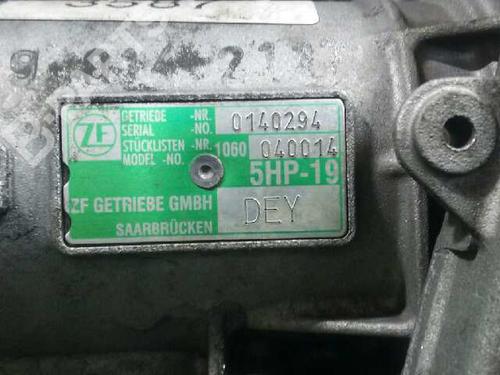 3587
GETRIEBE -NR. 0140294
SERIAL -NO.
ZF
STÜCKLISTEN -NR. 1060 040014
MODEL -NO.
5HP-19
ZF GETRIEBE GMBH DEY
SAARBRÜCKEN